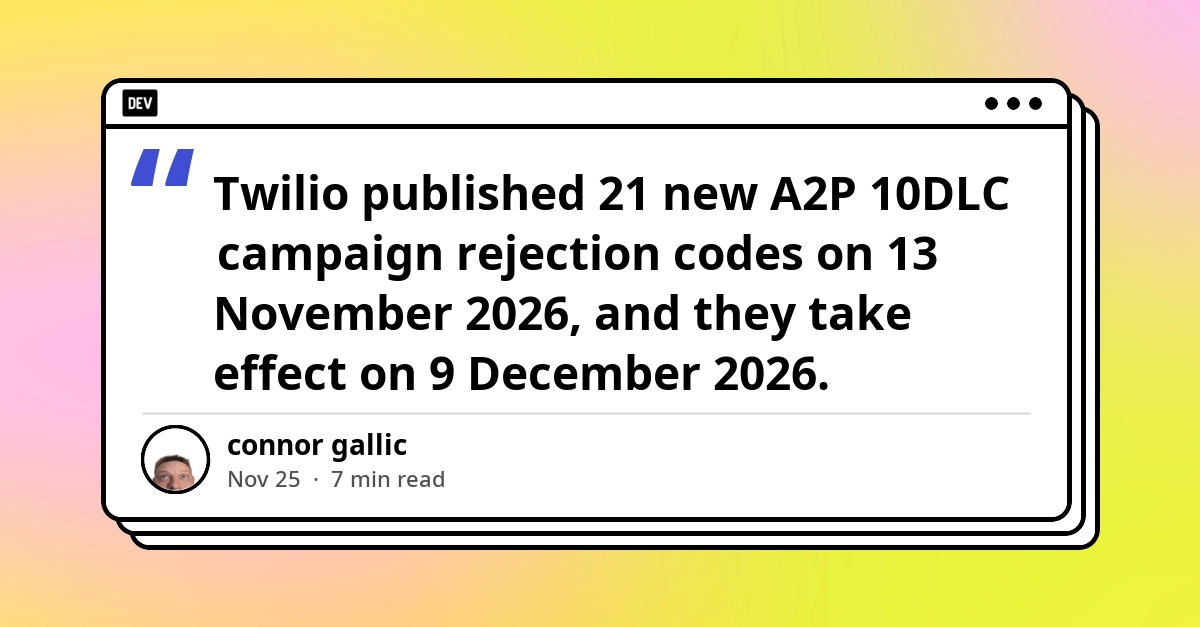 DEV
“
Twilio published 21 new A2P 10DLC
campaign rejection codes on 13
November 2026, and they take
effect on 9 December 2026.
connor gallic
Nov 25 · 7 min read